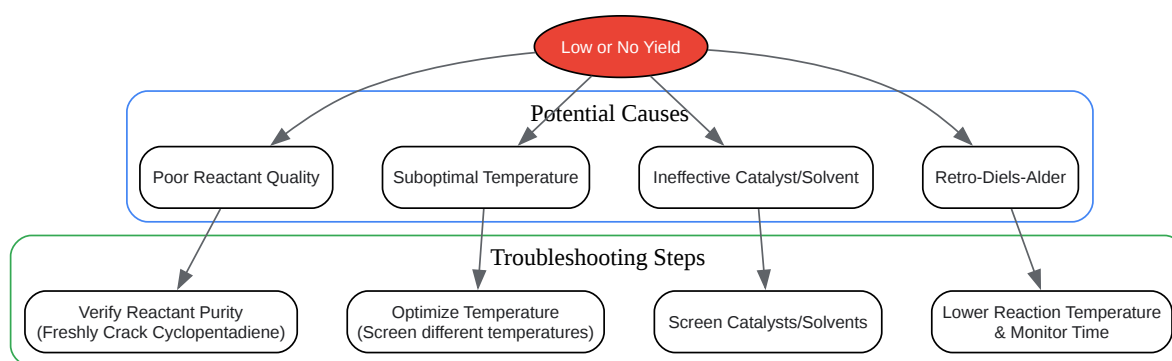 Low or No Yield
Potential Causes
Poor Reactant Quality
Suboptimal Temperature
Ineffective Catalyst/Solvent
Retro-Diels-Alder
Troubleshooting Steps
Verify Reactant Purity
(Freshly Crack Cyclopentadiene)
Optimize Temperature
(Screen different temperatures)
Screen Catalysts/Solvents
Lower Reaction Temperature
& Monitor Time